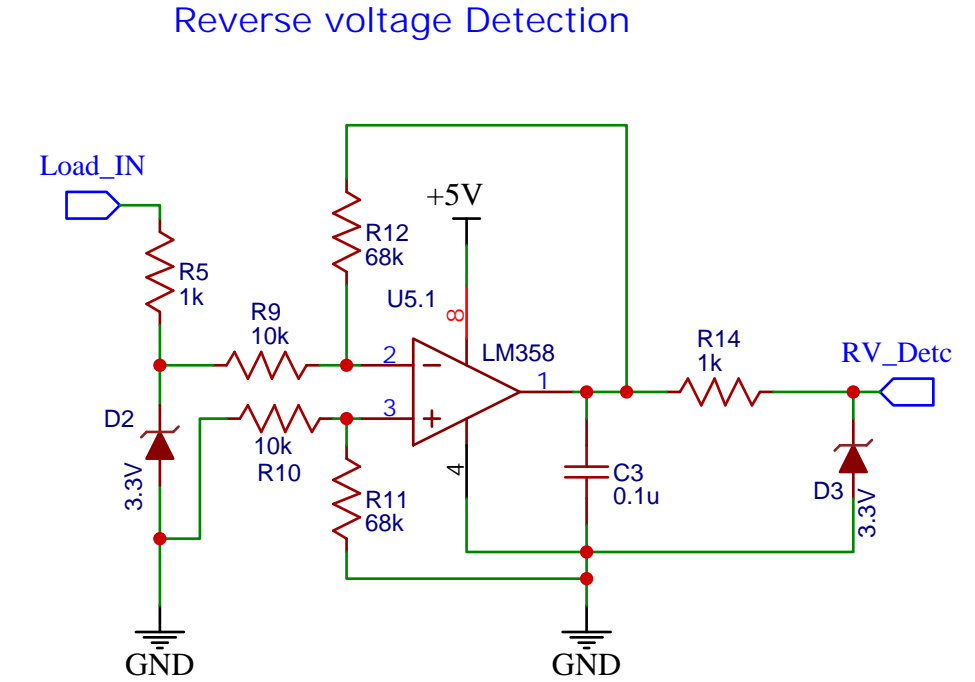 Reverse voltage Detection
Load_IN
+5V
R12
68k
R5
1k
U5.1
8
R9
10k
2
LM358
1
R14
1k
RV_Detc
D2
3.3V
3
10k
R10
4
R11
68k
C3
0.1u
D3
3.3V
GND
GND